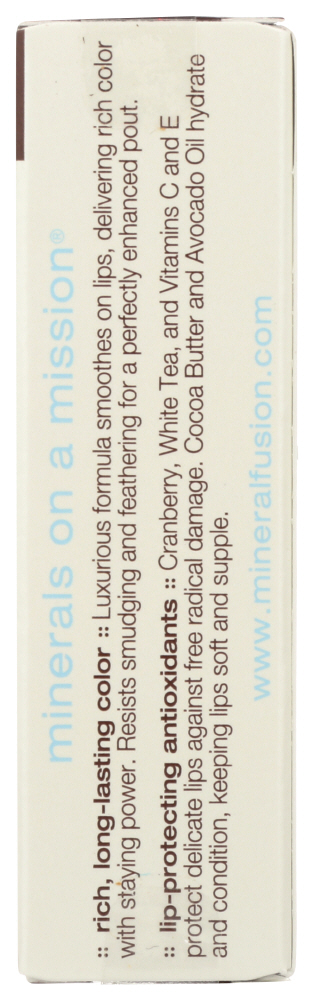 minerals on a mission®
:: rich, long-lasting color :: Luxurious formula smoothes on lips, delivering rich color
with staying power. Resists smudging and feathering for a perfectly enhanced pout.
:: lip-protecting antioxidants :: Cranberry, White Tea, and Vitamins C and E
protect delicate lips against free radical damage. Cocoa Butter and Avocado Oil hydrate
and condition, keeping lips soft and supple.
www.mineralfusion.com